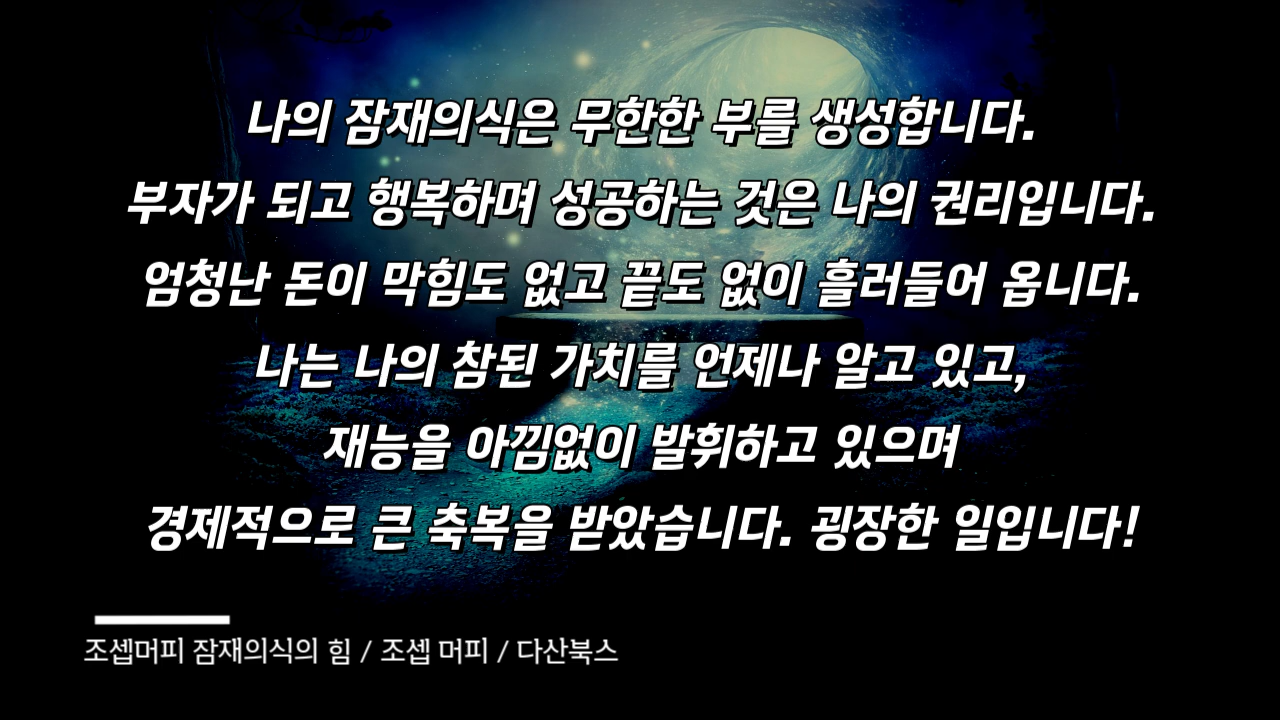 나의 잠재의식은 무한한 부를 생성합니다.
부자가 되고 행복하며 성공하는 것은 나의 권리입니다.
엄청난 돈이 막힘도 없고 끝도 없이 흘러들어 옵니다.
나는 나의 참된 가치를 언제나 알고 있고,
재능을 아낌없이 발휘하고 있으며
경제적으로 큰 축복을 받았습니다. 굉장한 일입니다!
조셉머피 잠재의식의 힘 / 조셉 머피 / 다산북스